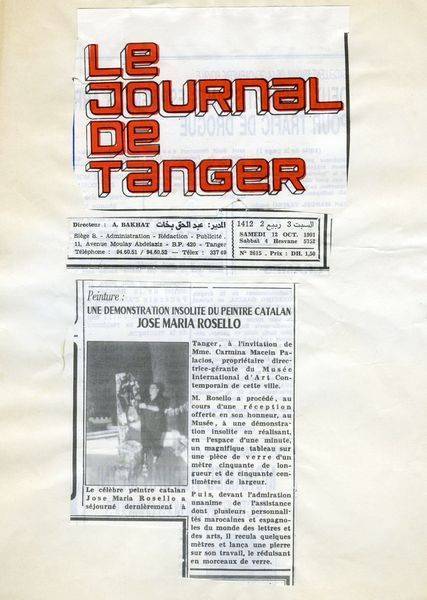 LE
JOURNAL
DE
TANGER
Directeur : A. BAKHAT المدير: عبد الحق بخات
Siège S. - Administration - Rédaction - Publicité
11, Avenue Moulay Abdelaziz - B.P. 420 - Tanger
Téléphone : 94.60.51 / 94.60.52 — Télex : 337 69
السبت 3 ربيع 2 1412
SAMEDI 12 OCT. 1991
Sabbat 4 Hesvane 5752
N° 2615 - Prix : DH. 1,50
Peinture :
UNE DEMONSTRATION INSOLITE DU PEINTRE CATALAN
JOSE MARIA ROSELLO
Le célèbre peintre catalan
Jose Maria Rosello a
séjourné dernièrement à
Tanger, à l'invitation de
Mme. Carmina Macein Pa-
lacios, propriétaire direc-
trice-gérante du Musée
International d'Art Con-
temporain de cette ville.
M. Rosello a procédé, au
cours d'une réception
offerte en son honneur, au
Musée, à une démonstra-
tion insolite en réalisant,
en l'espace d'une minute,
un magnifique tableau sur
une pièce de verre d'un
mètre cinquante de lon-
gueur et de cinquante cen-
timètres de largeur.
Puis, devant l'admiration
unanime de l'assistance
dont plusieurs personnali-
tés marocaines et espagno-
les du monde des lettres et
des arts, il recula quelques
mètres et lança une pierre
sur son travail, le réduisant
en morceaux de verre.